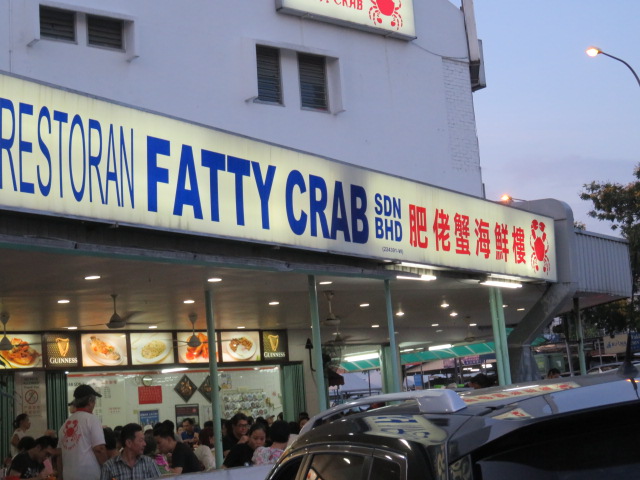 CRAB
RESTORAN FATTY CRAB SDN BHD 肥佬蟹海鮮樓
GUINNESS
GUINNESS